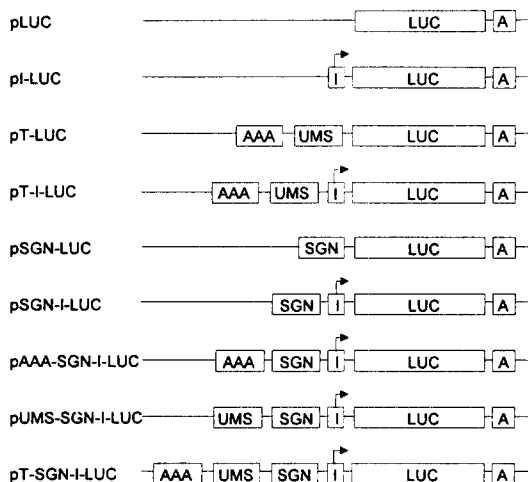 pLUC LUC A
pI-LUC I LUC A
pT-LUC AAA UMS LUC A
pT-I-LUC AAA UMS I LUC A
pSGN-LUC SGN LUC A
pSGN-I-LUC SGN I LUC A
pAAA-SGN-I-LUC AAA SGN I LUC A
pUMS-SGN-I-LUC UMS SGN I LUC A
pT-SGN-I-LUC AAA UMS SGN I LUC A